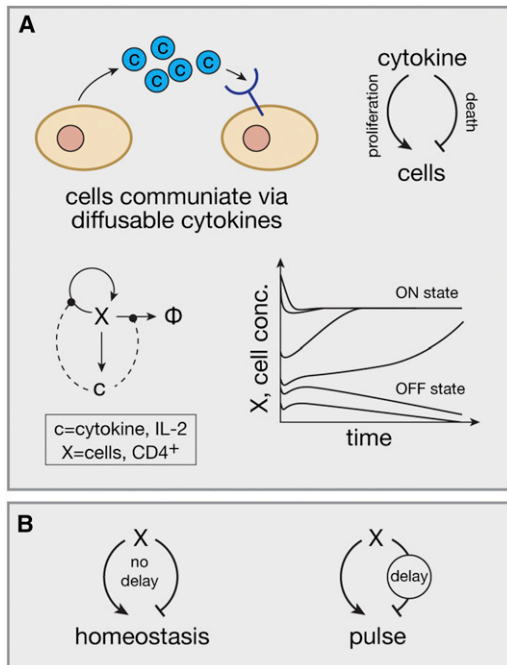 A
C
C
C
C
C
cells communiate via
diffusable cytokines
cytokine
proliferation
death
cells
X
Φ
c
c=cytokine, IL-2
X=cells, CD4+
X, cell conc.
ON state
OFF state
time
B
X
no
delay
homeostasis
X
delay
pulse